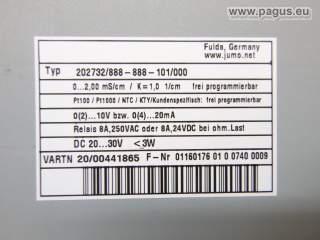 © www.pagus.eu
Fulda, Germany
www.jumo.net
Typ 202732/888-888-101/000
0...2,00 mS/cm / K=1,0 1/cm frei programmierbar
Pt100 / Pt1000 / NTC / KTY/Kundenspezifisch: frei programmierbar
0(2)...10V bzw. 0(4)...20mA
Relais 8A,250VAC oder 8A,24VDC bei ohm.Last
DC 20...30V <3W
VARTN 20/00441865 F-Nr 01160176 01 0 0740 0009